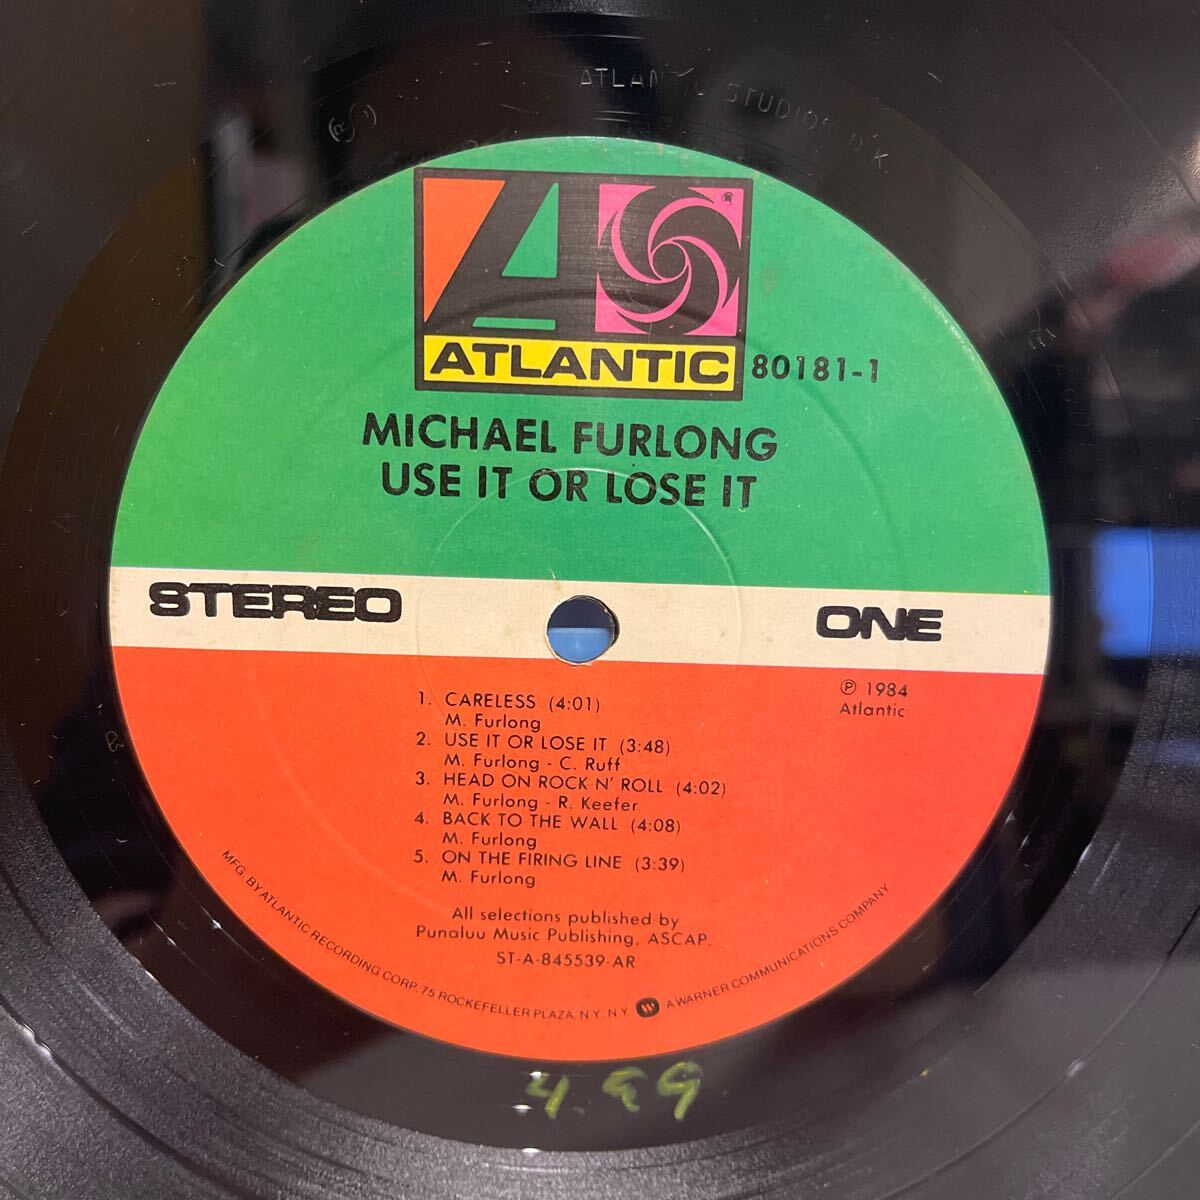 ATLANTIC STUDIOS DK
®
ATLANTIC
80181-1
MICHAEL FURLONG
USE IT OR LOSE IT
STEREO
ONE
℗ 1984
Atlantic
1. CARELESS (4:01)
M. Furlong
2. USE IT OR LOSE IT (3:48)
M. Furlong - C. Ruff
3. HEAD ON ROCK N' ROLL (4:02)
M. Furlong - R. Keefer
4. BACK TO THE WALL (4:08)
M. Furlong
5. ON THE FIRING LINE (3:39)
M. Furlong
All selections published by
Punaluu Music Publishing, ASCAP.
ST-A-845539-AR
MFG. BY ATLANTIC RECORDING CORP., 75 ROCKEFELLER PLAZA, N.Y., N.Y. A WARNER COMMUNICATIONS COMPANY